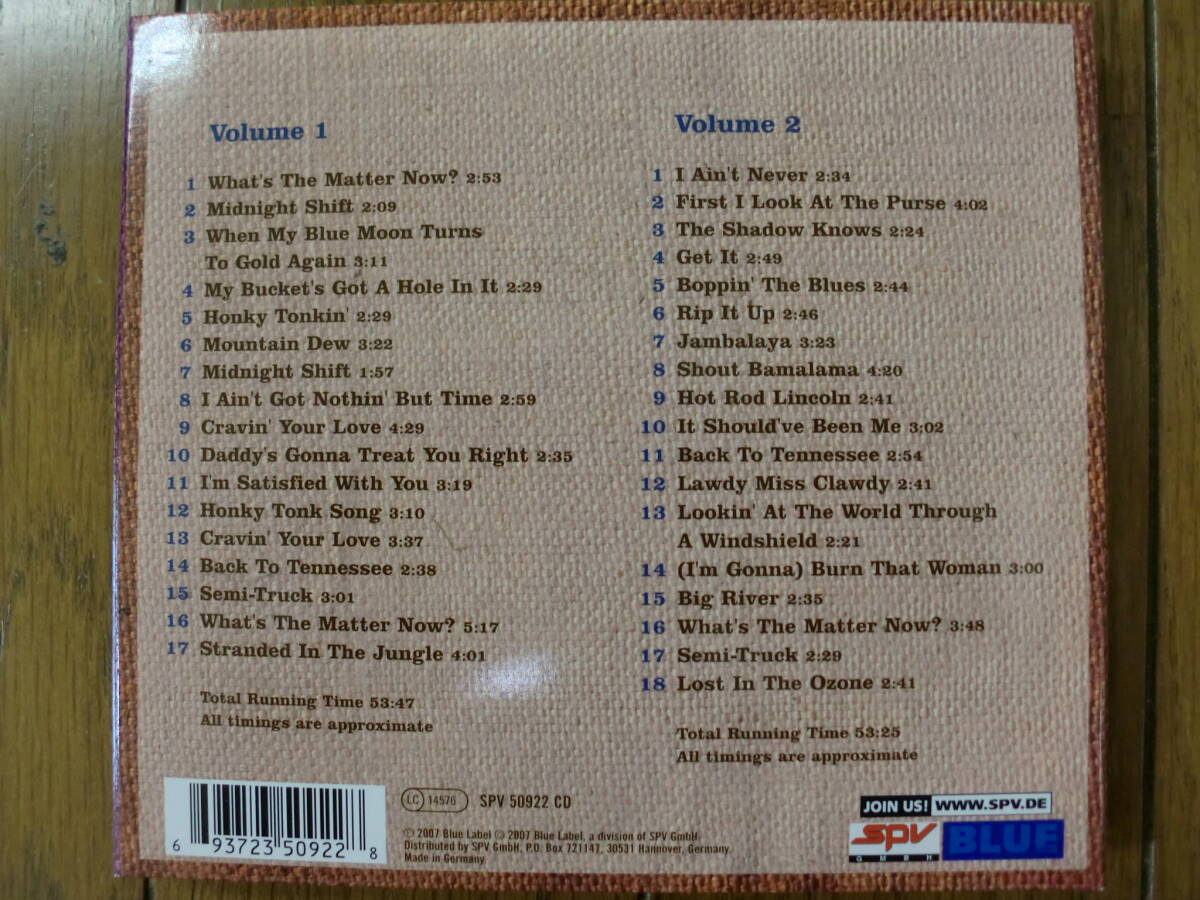 Volume 1
1 What's The Matter Now? 2:53
2 Midnight Shift 2:09
3 When My Blue Moon Turns
To Gold Again 3:11
4 My Bucket's Got A Hole In It 2:29
5 Honky Tonkin' 2:29
6 Mountain Dew 3:22
7 Midnight Shift 1:57
8 I Ain't Got Nothin' But Time 2:59
9 Cravin' Your Love 4:29
10 Daddy's Gonna Treat You Right 2:35
11 I'm Satisfied With You 3:19
12 Honky Tonk Song 3:10
13 Cravin' Your Love 3:37
14 Back To Tennessee 2:38
15 Semi-Truck 3:01
16 What's The Matter Now? 5:17
17 Stranded In The Jungle 4:01
Total Running Time 53:47
All timings are approximate
Volume 2
1 I Ain't Never 2:34
2 First I Look At The Purse 4:02
3 The Shadow Knows 2:24
4 Get It 2:49
5 Boppin' The Blues 2:44
6 Rip It Up 2:46
7 Jambalaya 3:23
8 Shout Bamalama 4:20
9 Hot Rod Lincoln 2:41
10 It Should've Been Me 3:02
11 Back To Tennessee 2:54
12 Lawdy Miss Clawdy 2:41
13 Lookin' At The World Through
A Windshield 2:21
14 (I'm Gonna) Burn That Woman 3:00
15 Big River 2:35
16 What's The Matter Now? 3:48
17 Semi-Truck 2:29
18 Lost In The Ozone 2:41
Total Running Time 53:25
All timings are approximate
6 93723 50922 8
LC 14576 SPV 50922 CD
℗ 2007 Blue Label © 2007 Blue Label, a division of SPV GmbH.
Distributed by SPV GmbH, P.O. Box 721147, 30531 Hannover, Germany.
Made in Germany
JOIN US! WWW.SPV.DE
spv BLUE
GMBH